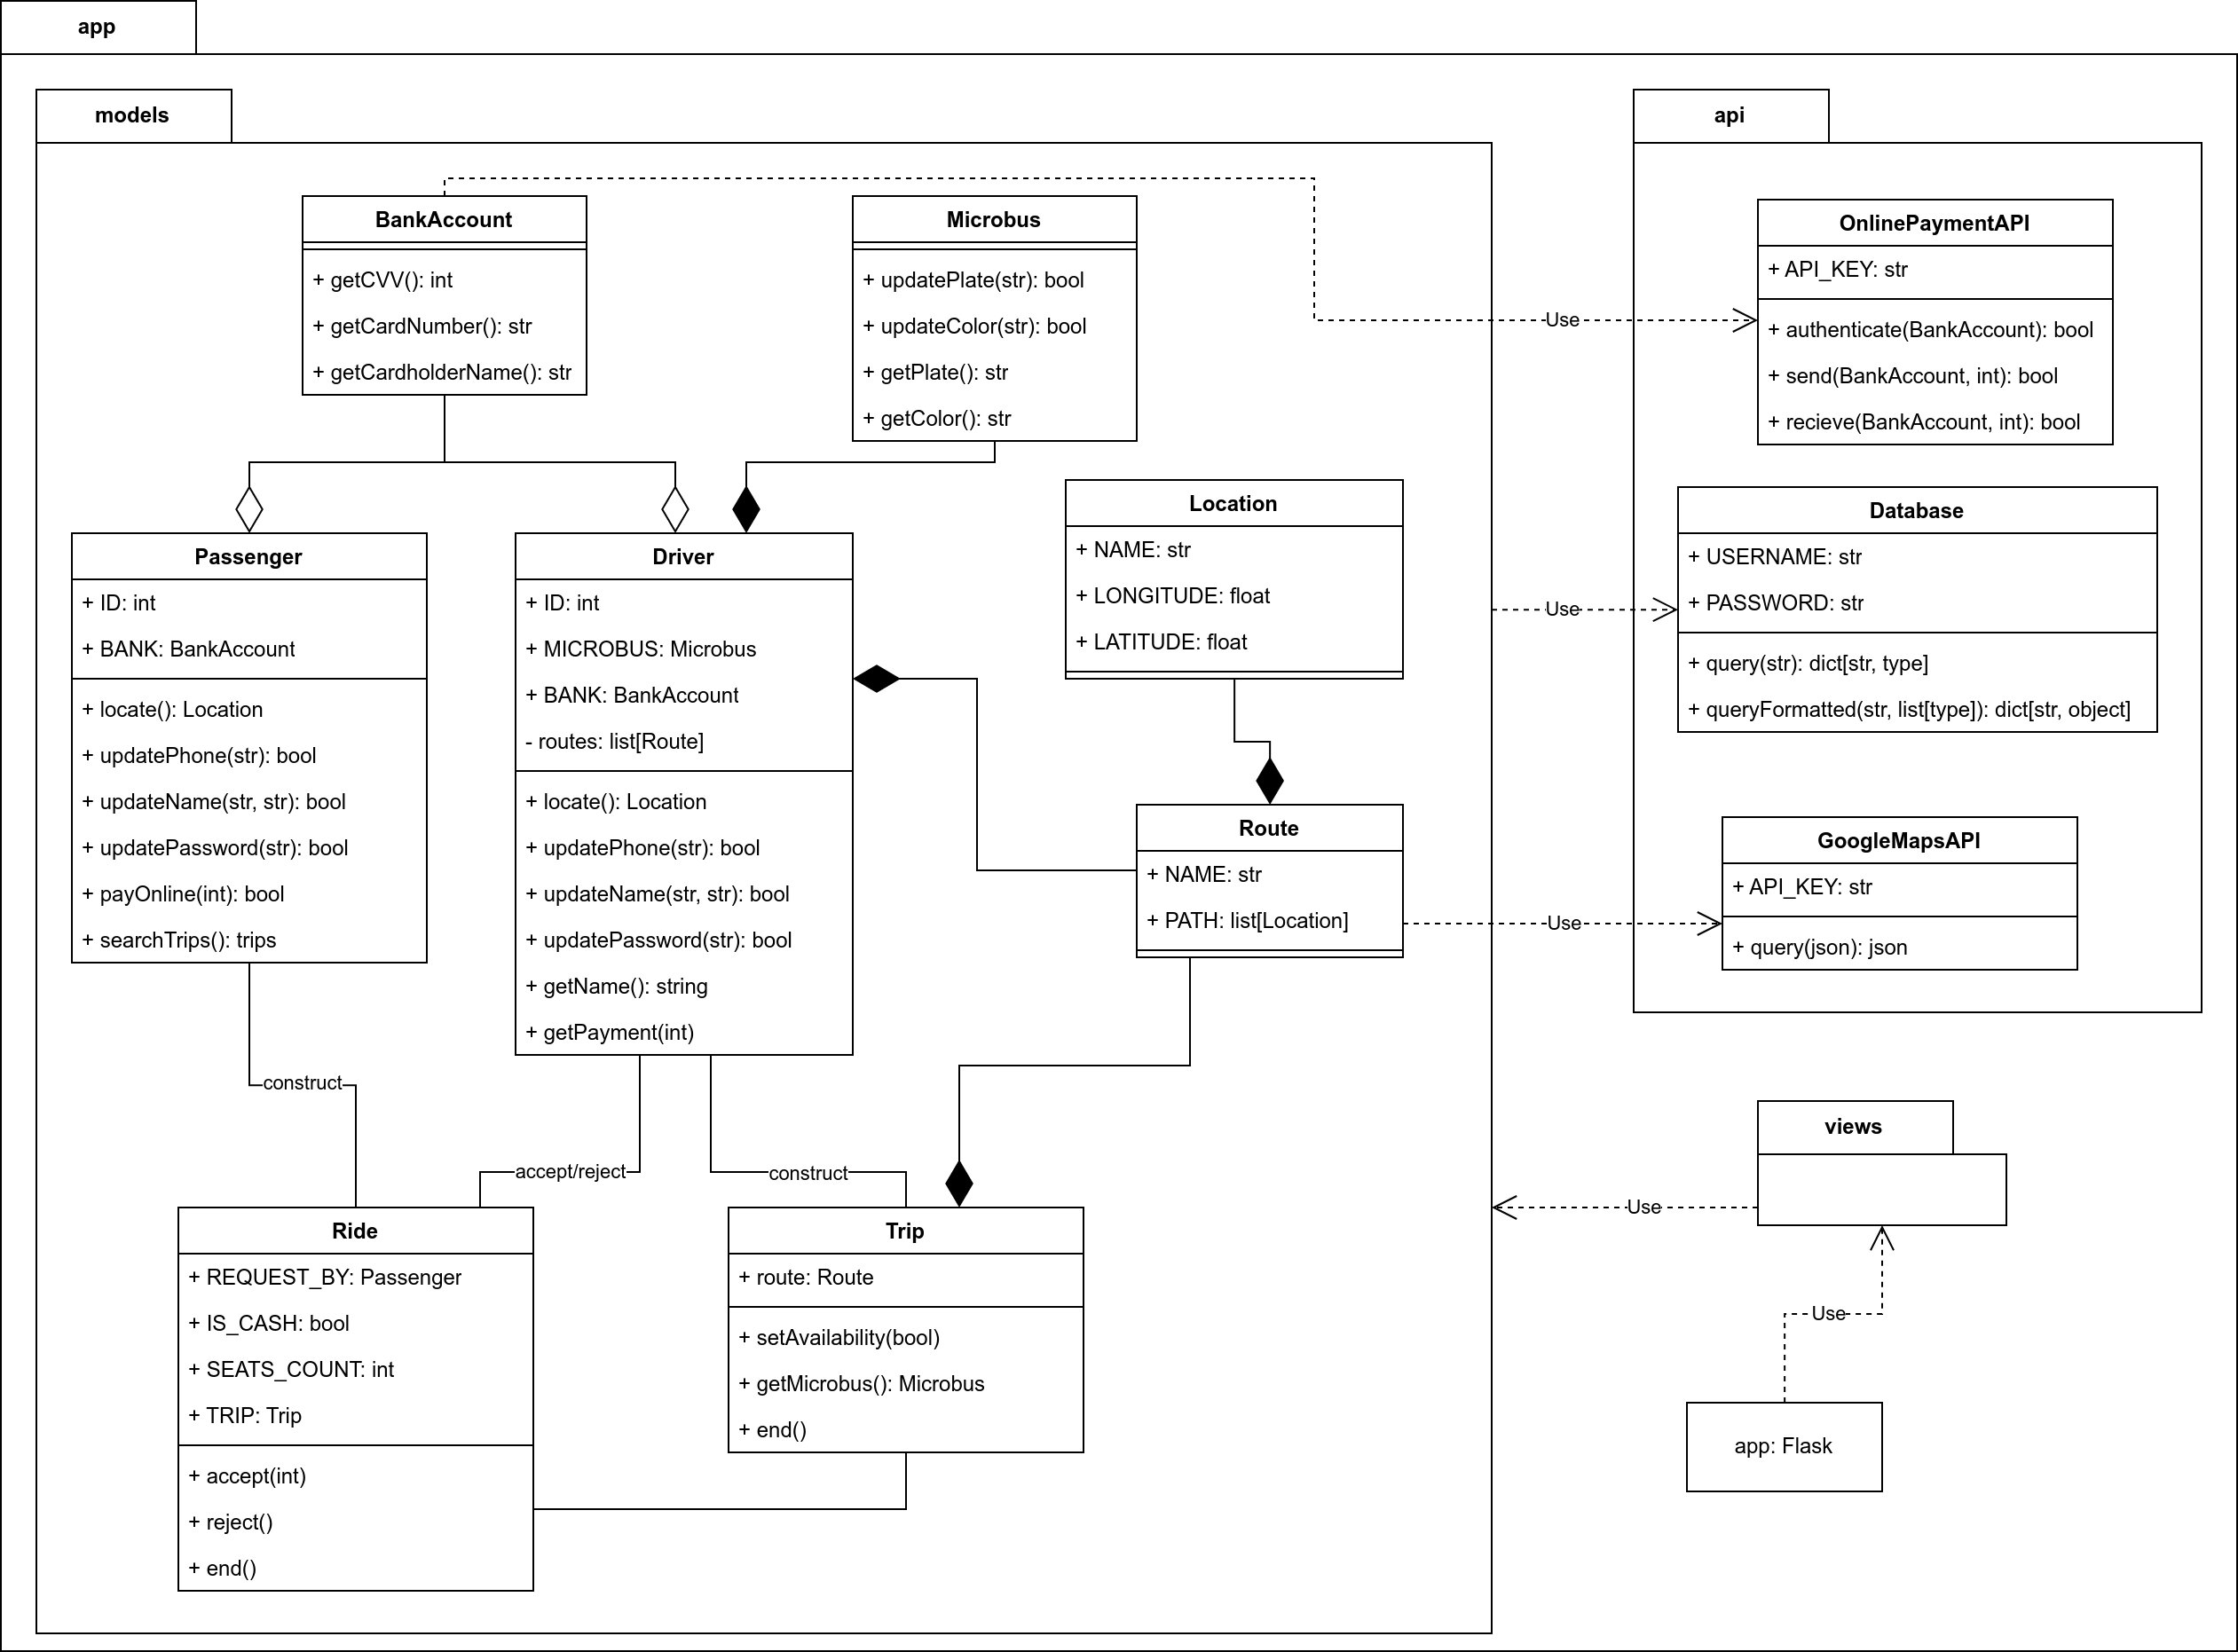 app
models
BankAccount
+ getCVV(): int
+ getCardNumber(): str
+ getCardholderName(): str
Microbus
+ updatePlate(str): bool
+ updateColor(str): bool
+ getPlate(): str
+ getColor(): str
Passenger
+ ID: int
+ BANK: BankAccount
+ locate(): Location
+ updatePhone(str): bool
+ updateName(str, str): bool
+ updatePassword(str): bool
+ payOnline(int): bool
+ searchTrips(): trips
Driver
+ ID: int
+ MICROBUS: Microbus
+ BANK: BankAccount
- routes: list[Route]
+ locate(): Location
+ updatePhone(str): bool
+ updateName(str, str): bool
+ updatePassword(str): bool
+ getName(): string
+ getPayment(int)
Location
+ NAME: str
+ LONGITUDE: float
+ LATITUDE: float
Route
+ NAME: str
+ PATH: list[Location]
construct
accept/reject
construct
Ride
+ REQUEST_BY: Passenger
+ IS_CASH: bool
+ SEATS_COUNT: int
+ TRIP: Trip
+ accept(int)
+ reject()
+ end()
Trip
+ route: Route
+ setAvailability(bool)
+ getMicrobus(): Microbus
+ end()
api
Use
OnlinePaymentAPI
+ API_KEY: str
+ authenticate(BankAccount): bool
+ send(BankAccount, int): bool
+ recieve(BankAccount, int): bool
Use
Database
+ USERNAME: str
+ PASSWORD: str
+ query(str): dict[str, type]
+ queryFormatted(str, list[type]): dict[str, object]
Use
GoogleMapsAPI
+ API_KEY: str
+ query(json): json
views
Use
Use
app: Flask